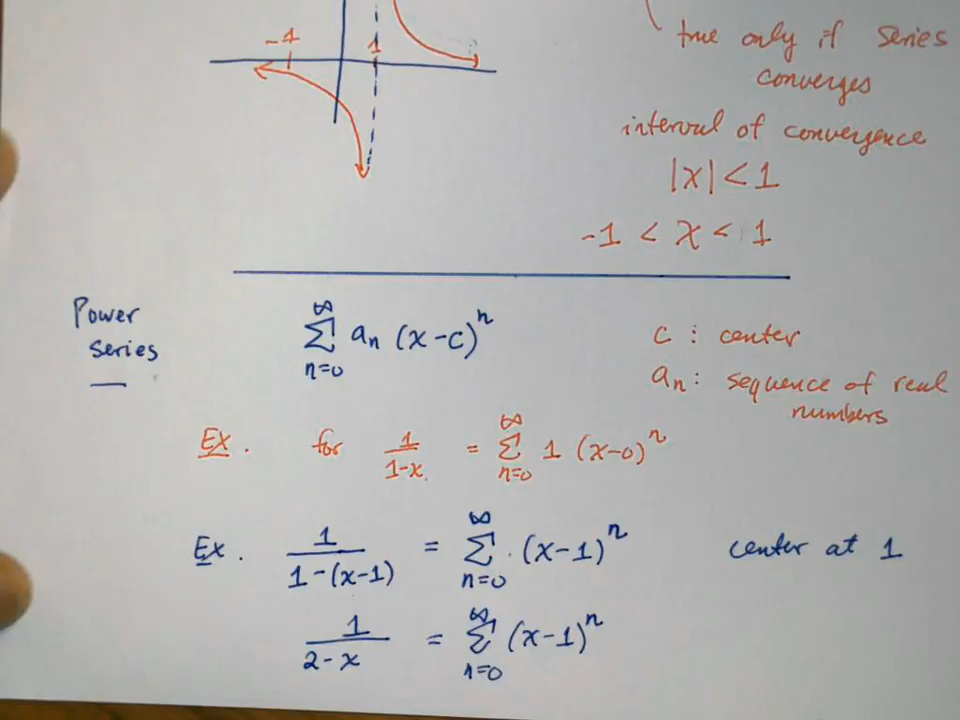 -1
1
true only if series
converges
interval of convergence
|x| < 1
-1 < x < 1
Power
series
∞
∑ aₙ (x-c)ⁿ
n=0
c : center
aₙ : sequence of real
numbers
Ex. for 1/(1-x) = ∑_{n=0}^{∞} 1 (x-0)ⁿ
Ex. 1/(1-(x-1)) = ∑_{n=0}^{∞} (x-1)ⁿ center at 1
1/(2-x) = ∑_{n=0}^{∞} (x-1)ⁿ